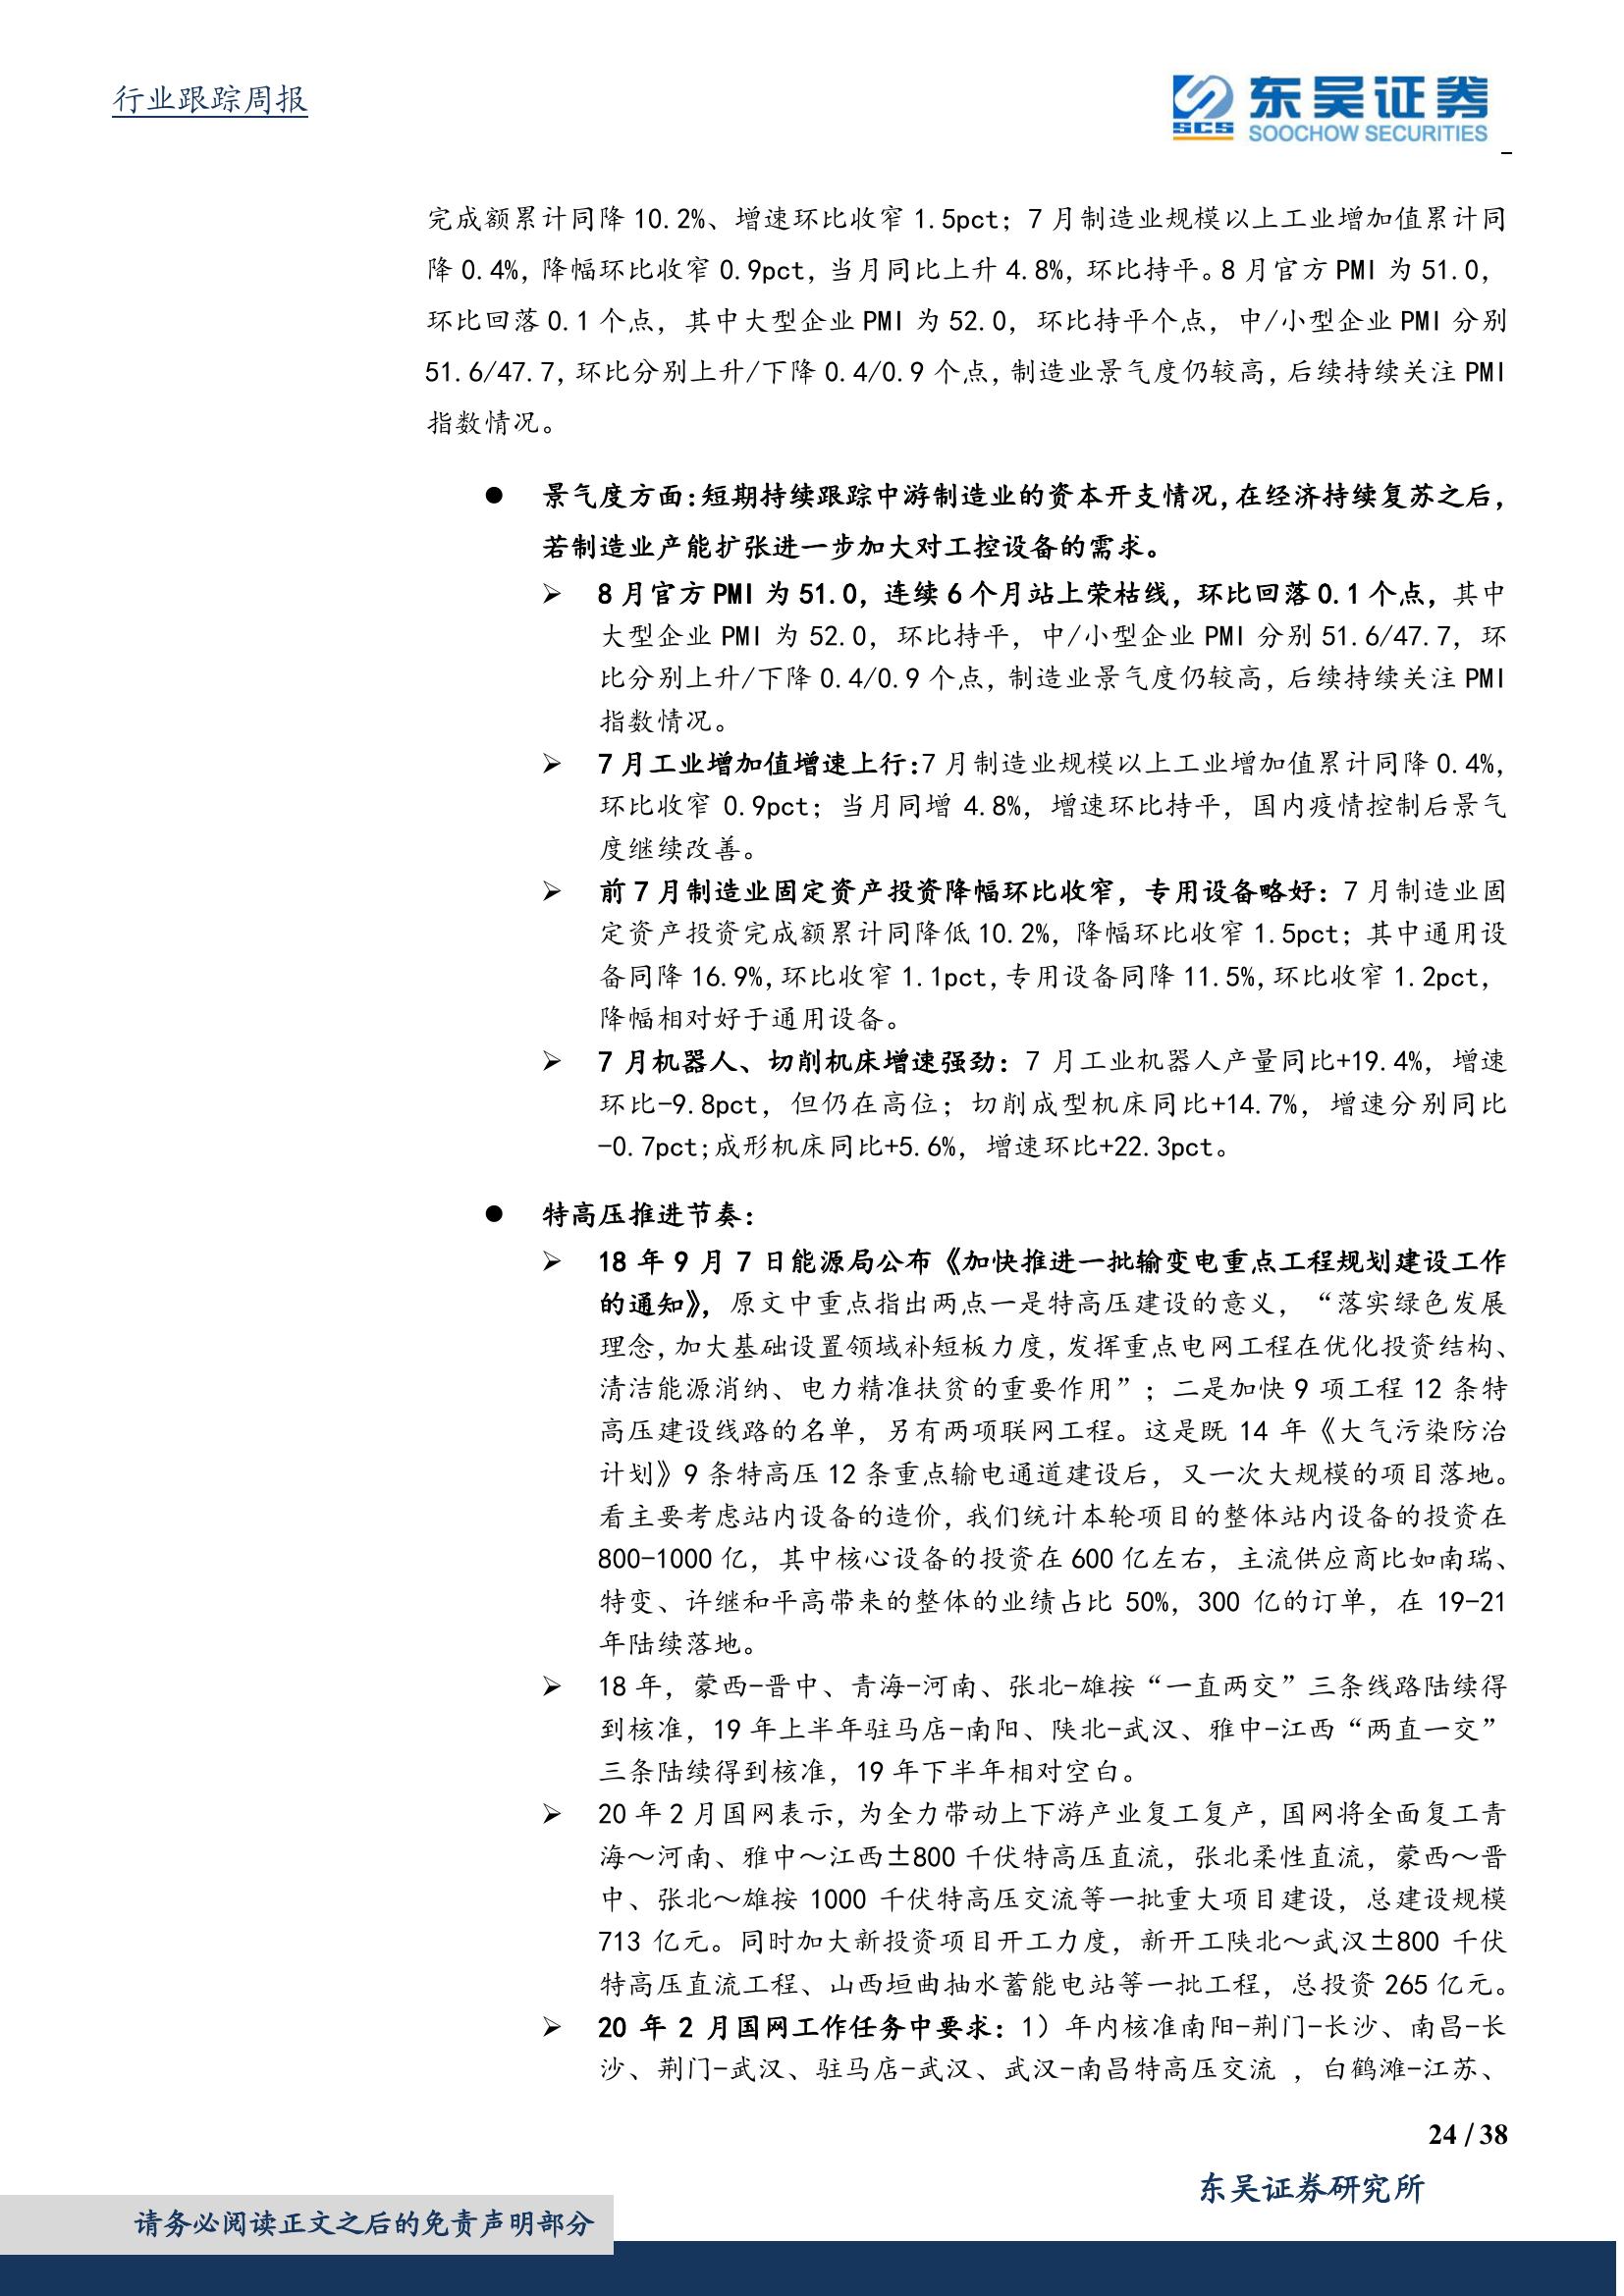 行业跟踪周报
东吴证券
SCS
SOOCHOW SECURITIES
完成额累计同降 10.2%、增速环比收窄 1.5pct；7 月制造业规模以上工业增加值累计同
降 0.4%，降幅环比收窄 0.9pct，当月同比上升 4.8%，环比持平。8 月官方 PMI 为 51.0，
环比回落 0.1 个点，其中大型企业 PMI 为 52.0，环比持平个点，中/小型企业 PMI 分别
51.6/47.7，环比分别上升/下降 0.4/0.9 个点，制造业景气度仍较高，后续持续关注 PMI
指数情况。
● 景气度方面：短期持续跟踪中游制造业的资本开支情况，在经济持续复苏之后，
若制造业产能扩张进一步加大对工控设备的需求。
➢ 8 月官方 PMI 为 51.0，连续 6 个月站上荣枯线，环比回落 0.1 个点，其中
大型企业 PMI 为 52.0，环比持平，中/小型企业 PMI 分别 51.6/47.7，环
比分别上升/下降 0.4/0.9 个点，制造业景气度仍较高，后续持续关注 PMI
指数情况。
➢ 7 月工业增加值增速上行：7 月制造业规模以上工业增加值累计同降 0.4%，
环比收窄 0.9pct；当月同增 4.8%，增速环比持平，国内疫情控制后景气
度继续改善。
➢ 前 7 月制造业固定资产投资降幅环比收窄，专用设备略好：7 月制造业固
定资产投资完成额累计同降低 10.2%，降幅环比收窄 1.5pct；其中通用设
备同降 16.9%，环比收窄 1.1pct，专用设备同降 11.5%，环比收窄 1.2pct，
降幅相对好于通用设备。
➢ 7 月机器人、切削机床增速强劲：7 月工业机器人产量同比+19.4%，增速
环比-9.8pct，但仍在高位；切削成型机床同比+14.7%，增速分别同比
-0.7pct;成形机床同比+5.6%，增速环比+22.3pct。
● 特高压推进节奏：
➢ 18 年 9 月 7 日能源局公布《加快推进一批输变电重点工程规划建设工作
的通知》，原文中重点指出两点一是特高压建设的意义，“落实绿色发展
理念，加大基础设置领域补短板力度，发挥重点电网工程在优化投资结构、
清洁能源消纳、电力精准扶贫的重要作用”；二是加快 9 项工程 12 条特
高压建设线路的名单，另有两项联网工程。这是既 14 年《大气污染防治
计划》9 条特高压 12 条重点输电通道建设后，又一次大规模的项目落地。
看主要考虑站内设备的造价，我们统计本轮项目的整体站内设备的投资在
800-1000 亿，其中核心设备的投资在 600 亿左右，主流供应商比如南瑞、
特变、许继和平高带来的整体的业绩占比 50%，300 亿的订单，在 19-21
年陆续落地。
➢ 18 年，蒙西-晋中、青海-河南、张北-雄按“一直两交”三条线路陆续得
到核准，19 年上半年驻马店-南阳、陕北-武汉、雅中-江西“两直一交”
三条陆续得到核准，19 年下半年相对空白。
➢ 20 年 2 月国网表示，为全力带动上下游产业复工复产，国网将全面复工青
海～河南、雅中～江西±800 千伏特高压直流，张北柔性直流，蒙西～晋
中、张北～雄按 1000 千伏特高压交流等一批重大项目建设，总建设规模
713 亿元。同时加大新投资项目开工力度，新开工陕北～武汉±800 千伏
特高压直流工程、山西垣曲抽水蓄能电站等一批工程，总投资 265 亿元。
➢ 20 年 2 月国网工作任务中要求：1）年内核准南阳-荆门-长沙、南昌-长
沙、荆门-武汉、驻马店-武汉、武汉-南昌特高压交流 ，白鹤滩-江苏、
24 / 38
东吴证券研究所
请务必阅读正文之后的免责声明部分